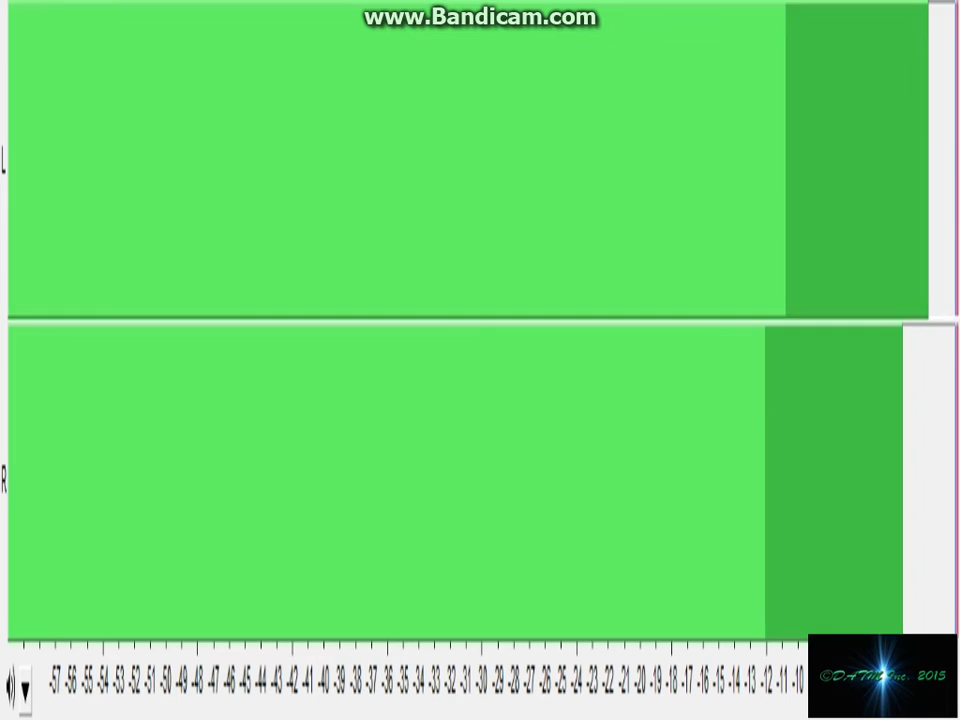 www.Bandicam.com
L
R
-57 -56 -55 -54 -53 -52 -51 -50 -49 -48 -47 -46 -45 -44 -43 -42 -41 -40 -39 -38 -37 -36 -35 -34 -33 -32 -31 -30 -29 -28 -27 -26 -25 -24 -23 -22 -21 -20 -19 -18 -17 -16 -15 -14 -13 -12 -11 -10
©DATM Inc. 2015